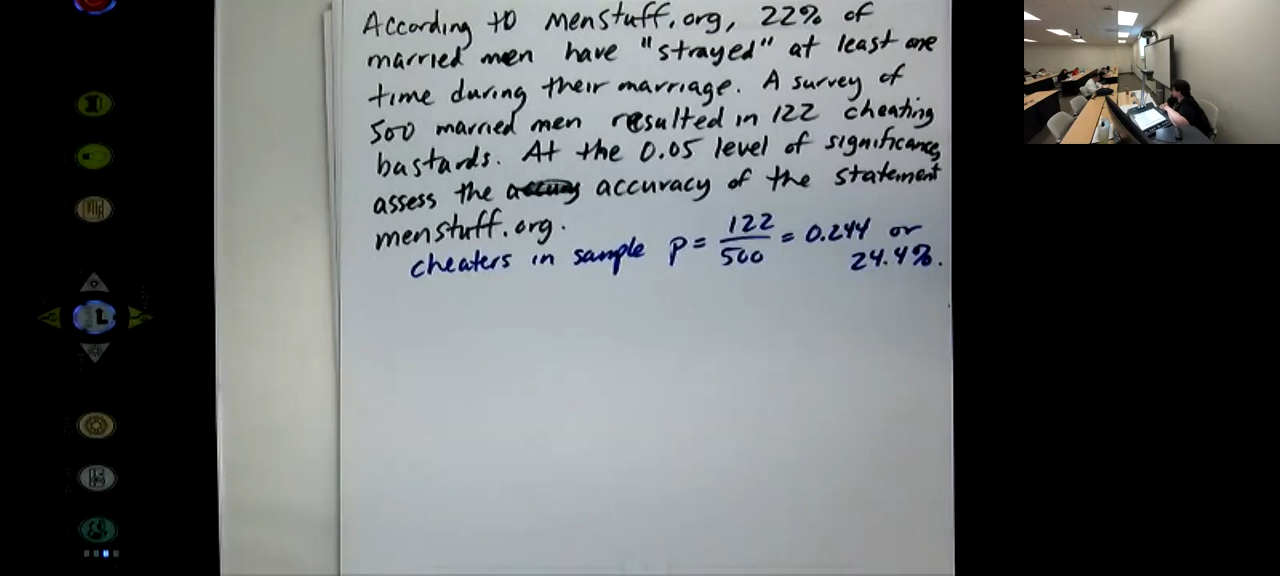 According to menstuff.org, 22% of
married men have "strayed" at least one
time during their marriage. A survey of
500 married men resulted in 122 cheating
bastards. At the 0.05 level of significance,
assess the accuracy of the statement
menstuff.org.
cheaters in sample p = 122/500 = 0.244 or
24.4%.